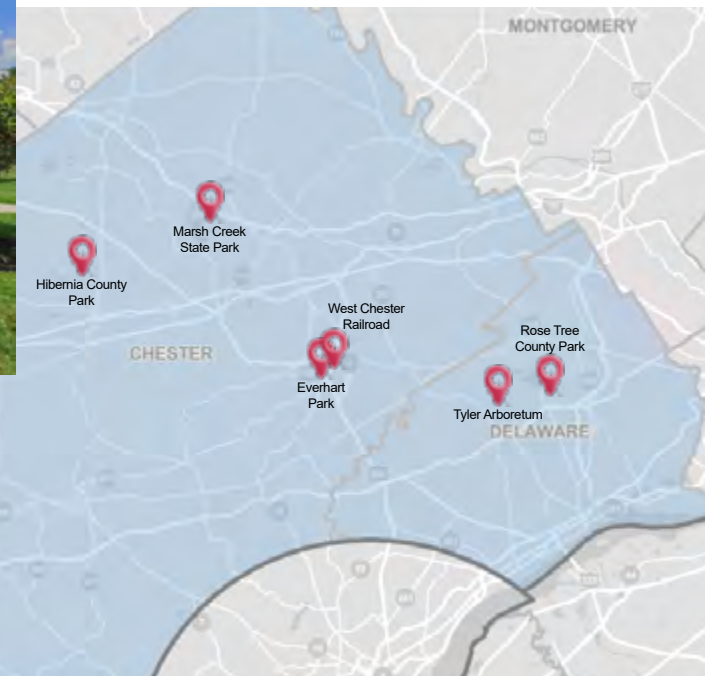 MONTGOMERY
Marsh Creek
State Park
Hibernia County
Park
West Chester
Railroad
Rose Tree
County Park
CHESTER
Everhart
Park
Tyler Arboretum
DELAWARE